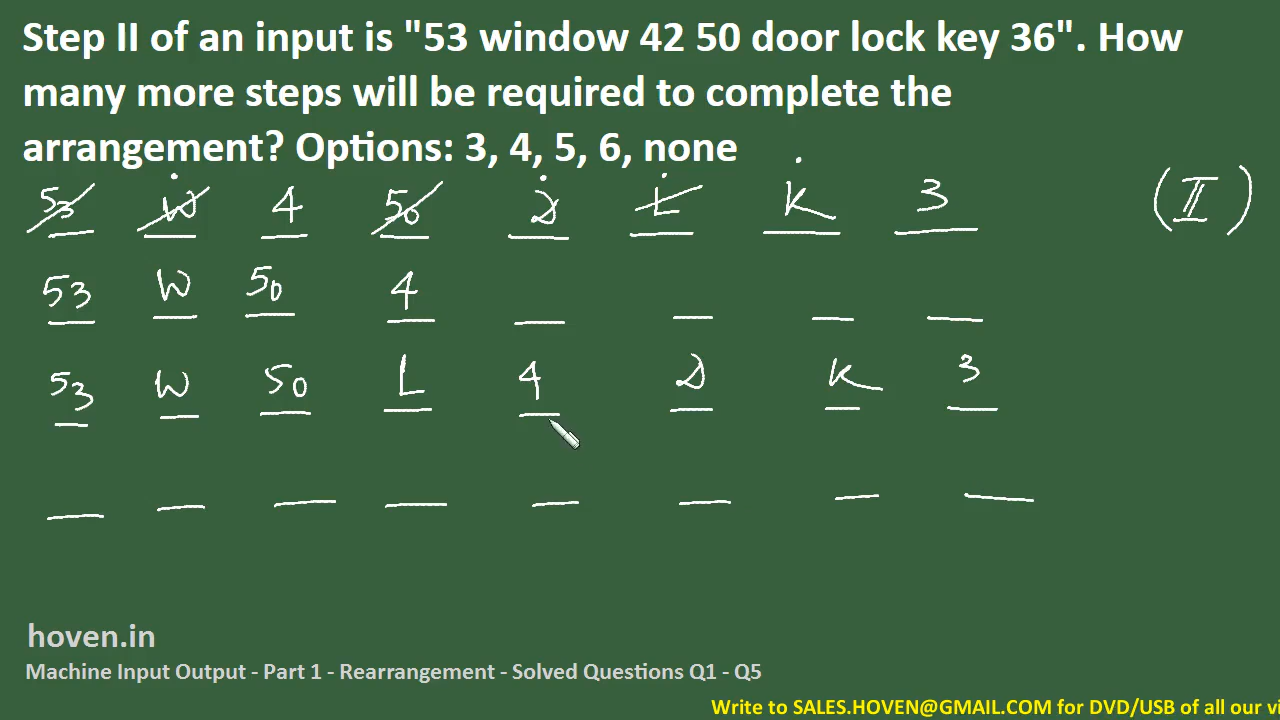 Step II of an input is "53 window 42 50 door lock key 36". How
many more steps will be required to complete the
arrangement? Options: 3, 4, 5, 6, none
53 W 4 50 D L K 3 (II)
53 W 50 4
53 W 50 L 4 D K 3
hoven.in
Machine Input Output - Part 1 - Rearrangement - Solved Questions Q1 - Q5
Write to SALES.HOVEN@GMAIL.COM for DVD/USB of all our vi